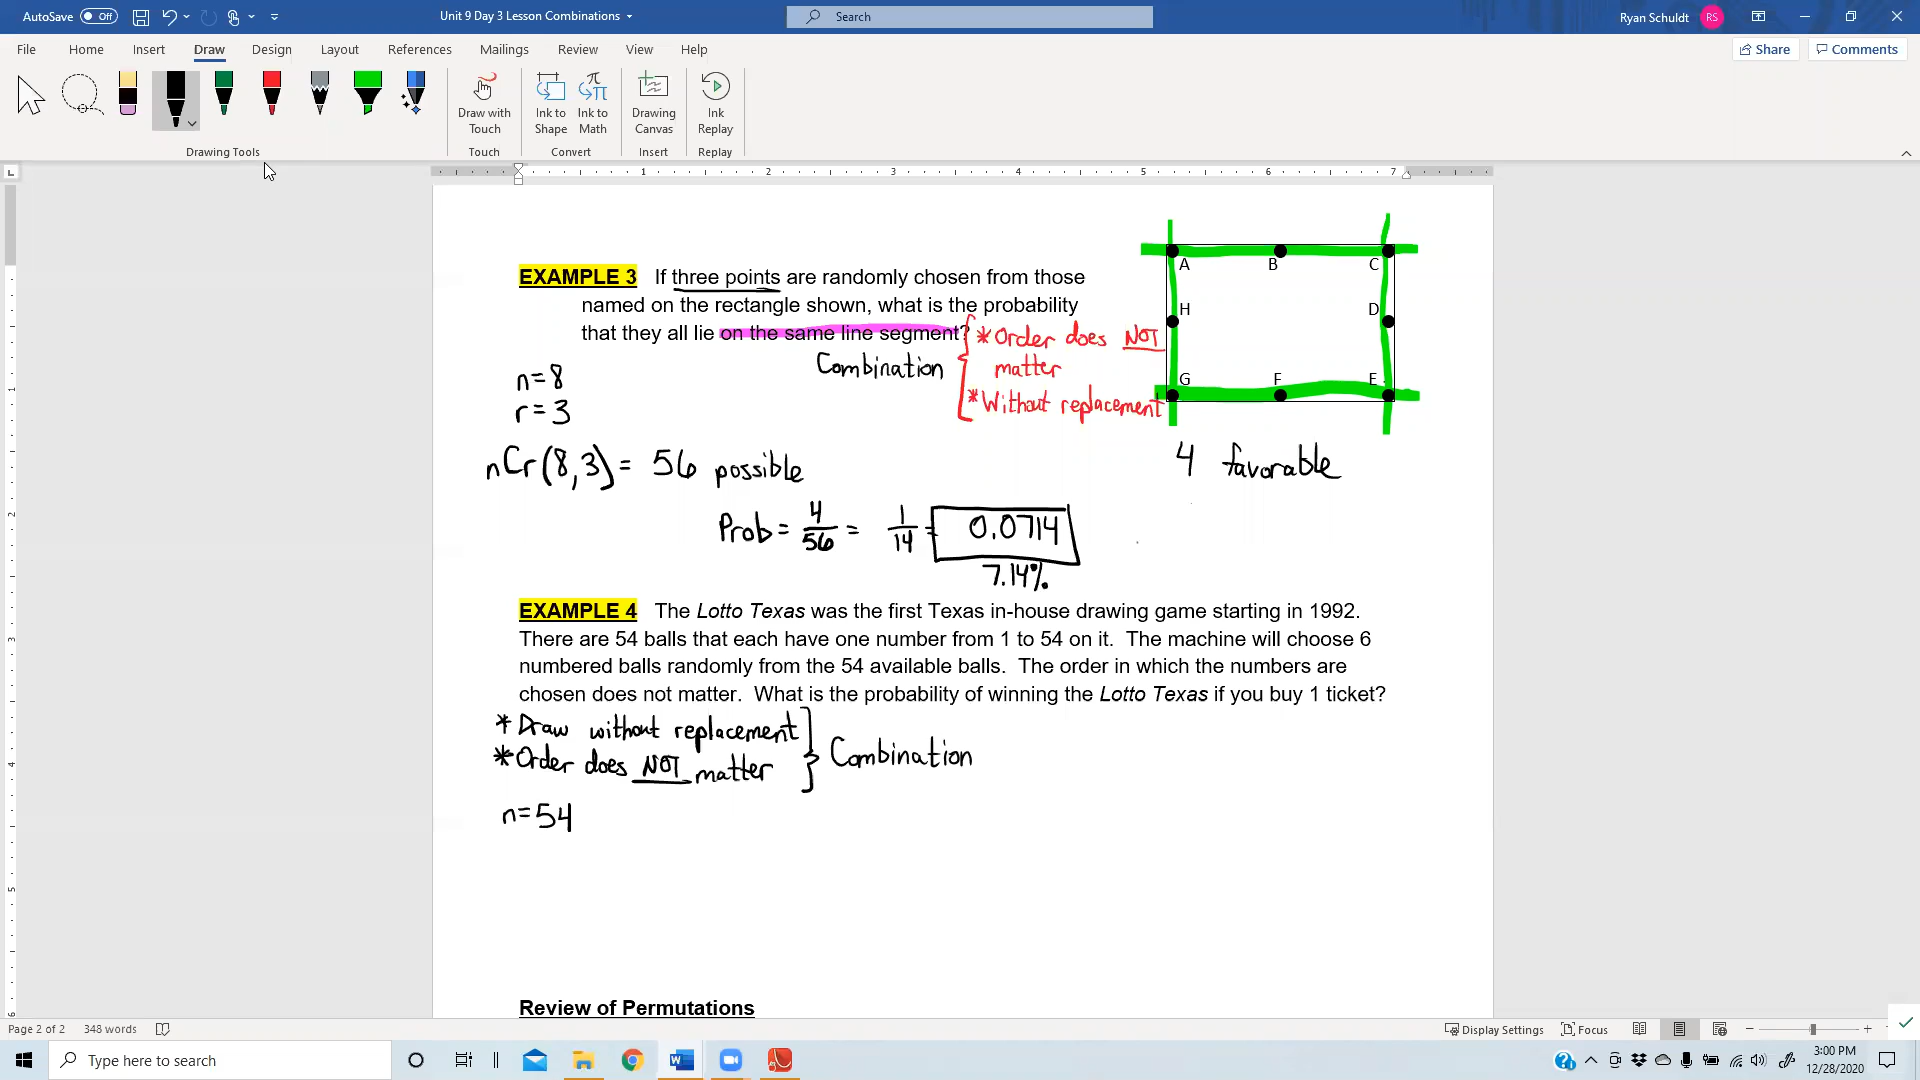 AutoSave Off
Unit 9 Day 3 Lesson Combinations
Search
Ryan Schuldt RS
File Home Insert Draw Design Layout References Mailings Review View Help
Share Comments
Draw with Touch
Ink to Shape
Ink to Math
Drawing Canvas
Ink Replay
Drawing Tools Touch Convert Insert Replay
1 2 3 4 5 6 7
EXAMPLE 3 If three points are randomly chosen from those
named on the rectangle shown, what is the probability
that they all lie on the same line segment?
A B C
H D
G F E
Combination
*Order does NOT
matter
*Without replacement
n=8
r=3
nCr(8,3)= 56 possible
4 favorable
Prob = 4/56 = 1/14 = 0.0714
7.14%
EXAMPLE 4 The Lotto Texas was the first Texas in-house drawing game starting in 1992.
There are 54 balls that each have one number from 1 to 54 on it. The machine will choose 6
numbered balls randomly from the 54 available balls. The order in which the numbers are
chosen does not matter. What is the probability of winning the Lotto Texas if you buy 1 ticket?
*Draw without replacement
*Order does NOT matter
Combination
n=54
Review of Permutations
Page 2 of 2 348 words
Display Settings Focus
Type here to search
3:00 PM
12/28/2020